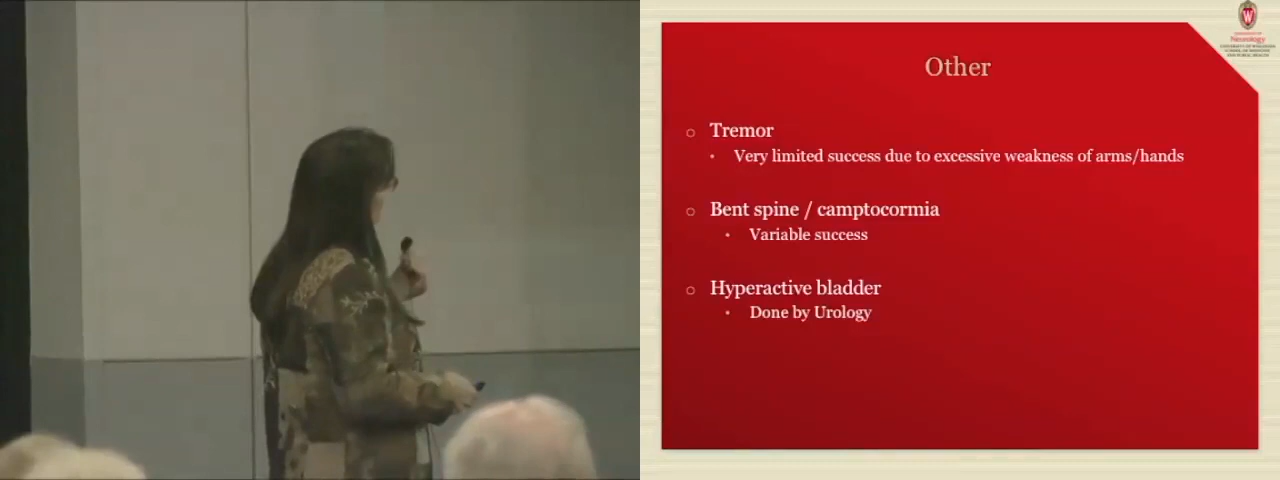 Other
Tremor
Very limited success due to excessive weakness of arms/hands
Bent spine / camptocormia
Variable success
Hyperactive bladder
Done by Urology
W
Neurology